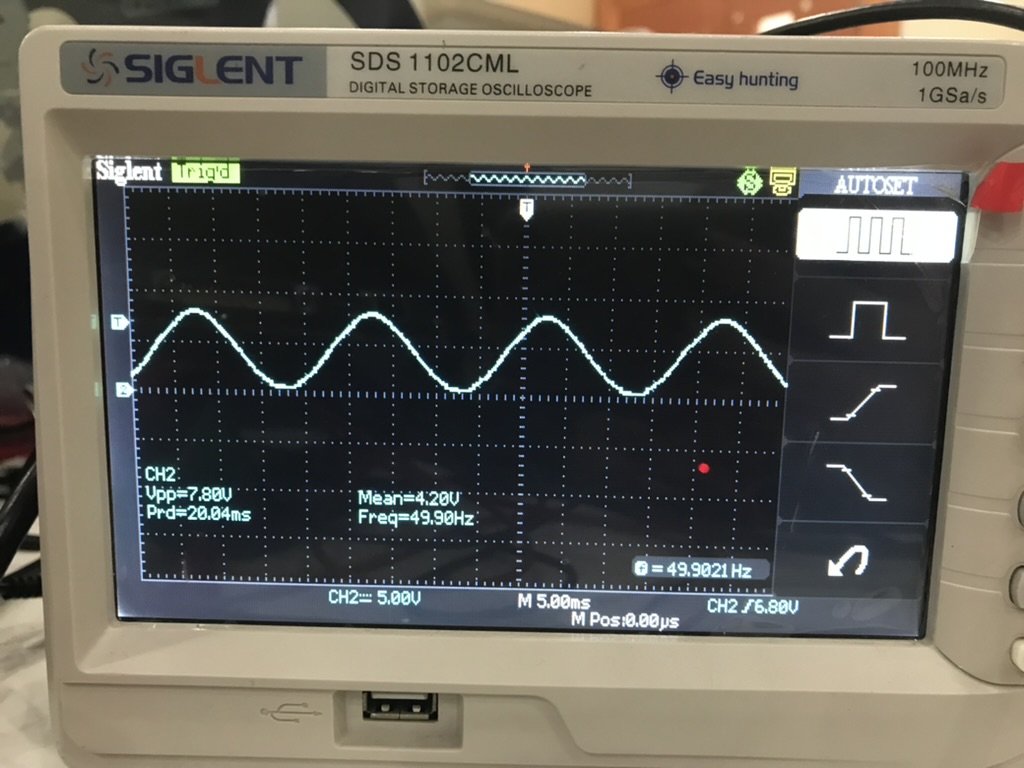 SIGLENT
SDS 1102CML
DIGITAL STORAGE OSCILLOSCOPE
Easy hunting
100MHz
1GSa/s
Siglent
Trig'd
AUTOSET
T
T
2
CH2
Vpp=7.80V
Prd=20.04ms
Mean=4.20V
Freq=49.90Hz
f = 49.9021Hz
CH2 5.00V
M 5.00ms
CH2 /6.80V
M Pos:0.00µs